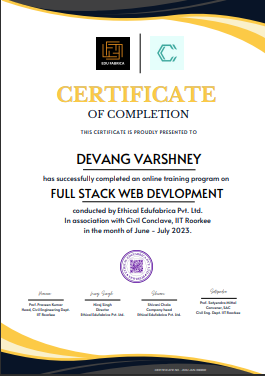 EDU FABRICA
CERTIFICATE
OF COMPLETION
THIS CERTIFICATE IS PROUDLY PRESENTED TO
DEVANG VARSHNEY
has successfully completed an online training program on
FULL STACK WEB DEVLOPMENT
conducted by Ethical Edufabrica Pvt. Ltd.
In association with Civil Conclave, IIT Roorkee
in the month of June - July 2023.
Prof. Praveen Kumar
Head, Civil Engineering Dept.
IIT Roorkee
Niraj Singh
Director
Ethical Edufabrica Pvt. Ltd.
Shivani Chalia
Company head
Ethical Edufabrica Pvt. Ltd.
Prof. Satyendra Mittal
Convener, SAC
Civil Eng. Dept. IIT Roorkee